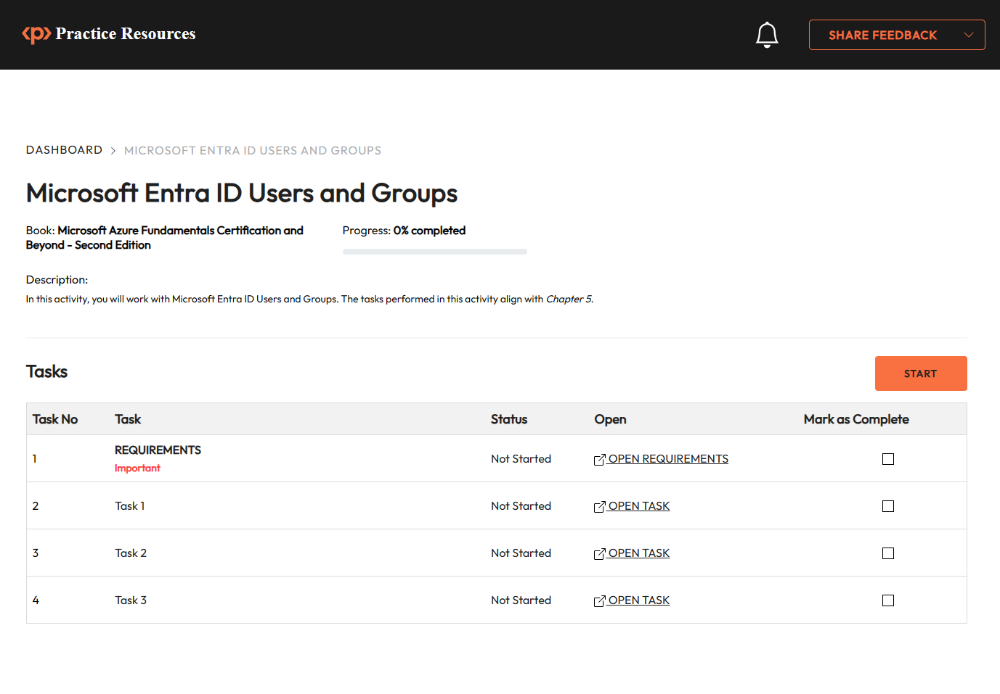 <p> Practice Resources
SHARE FEEDBACK
DASHBOARD > MICROSOFT ENTRA ID USERS AND GROUPS
Microsoft Entra ID Users and Groups
Book: Microsoft Azure Fundamentals Certification and
Beyond - Second Edition
Progress: 0% completed
Description:
In this activity, you will work with Microsoft Entra ID Users and Groups. The tasks performed in this activity align with Chapter 5.
Tasks
START
Task No Task Status Open Mark as Complete
1 REQUIREMENTS Not Started OPEN REQUIREMENTS
Important
2 Task 1 Not Started OPEN TASK
3 Task 2 Not Started OPEN TASK
4 Task 3 Not Started OPEN TASK